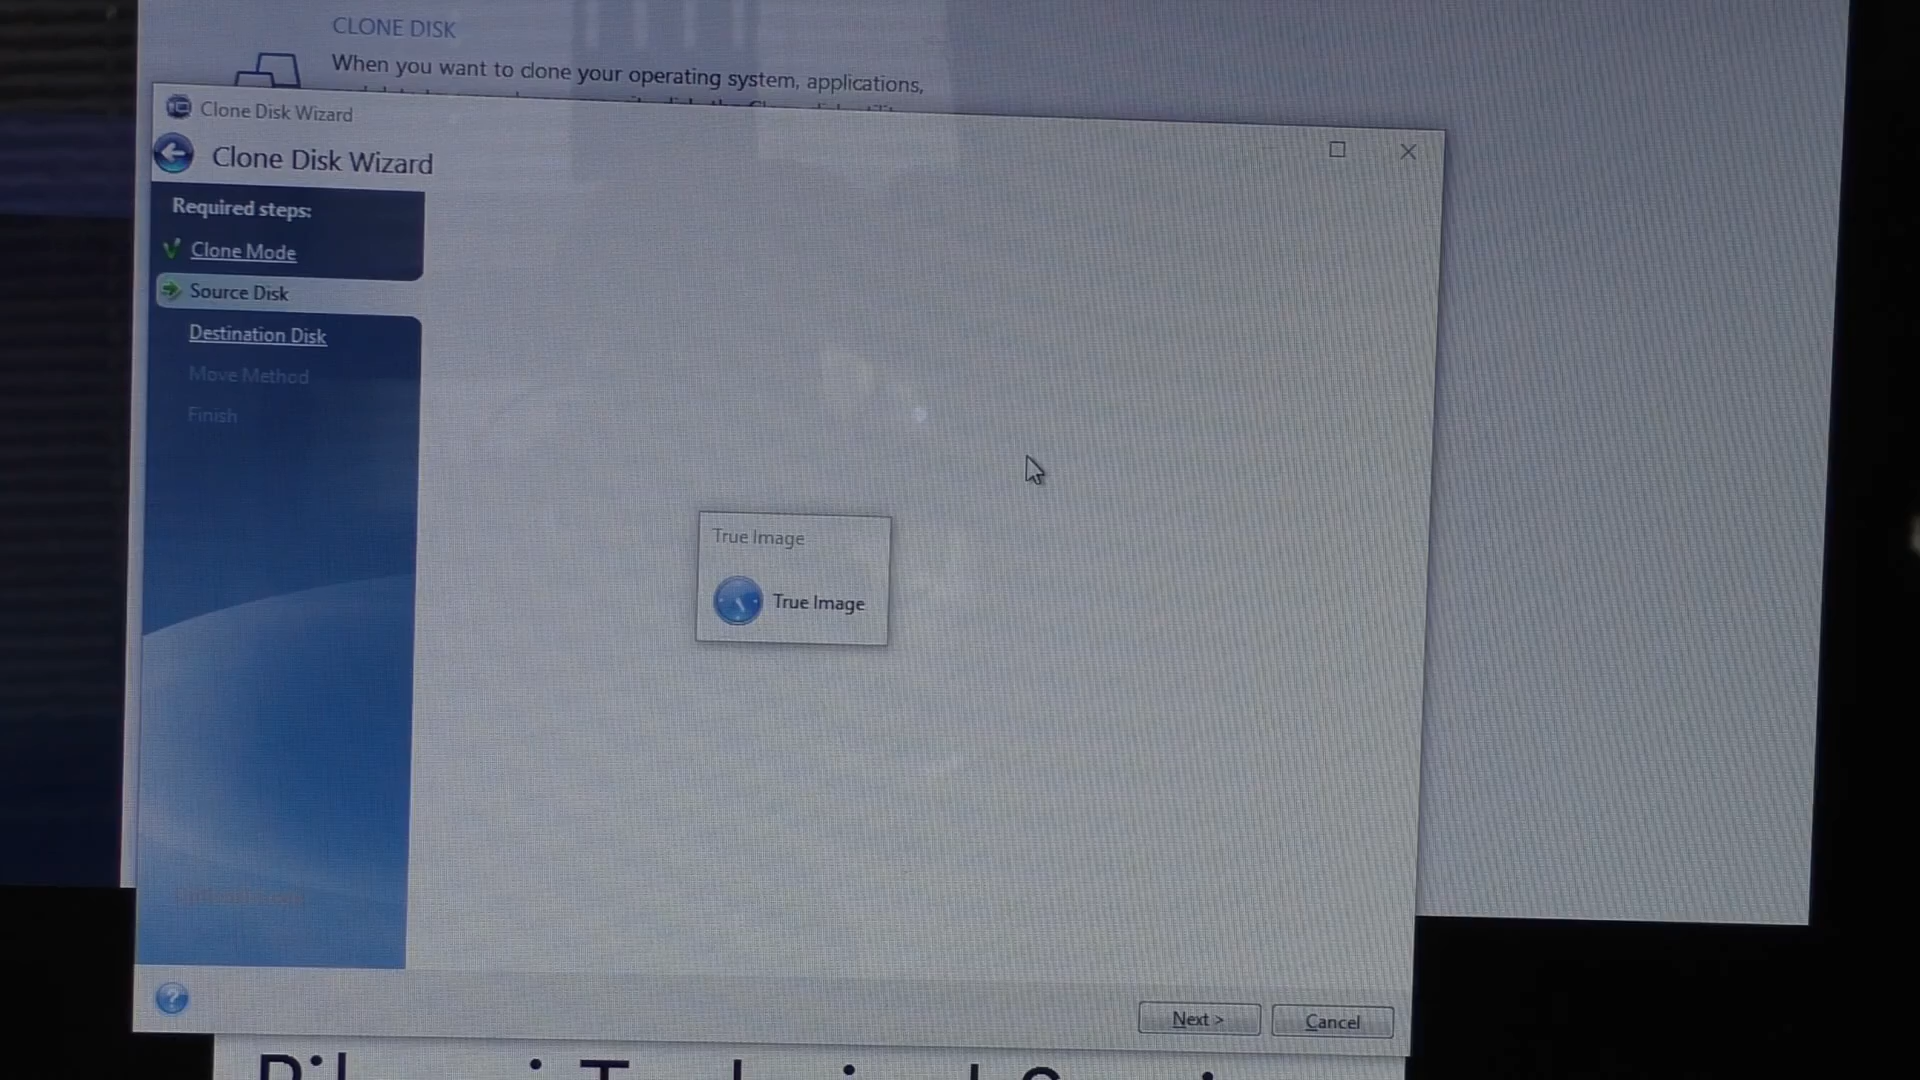 CLONE DISK
When you want to clone your operating system, applications,
Clone Disk Wizard
Clone Disk Wizard
Required steps:
Clone Mode
Source Disk
Destination Disk
Move Method
Finish
True Image
True Image
?
Next >
Cancel